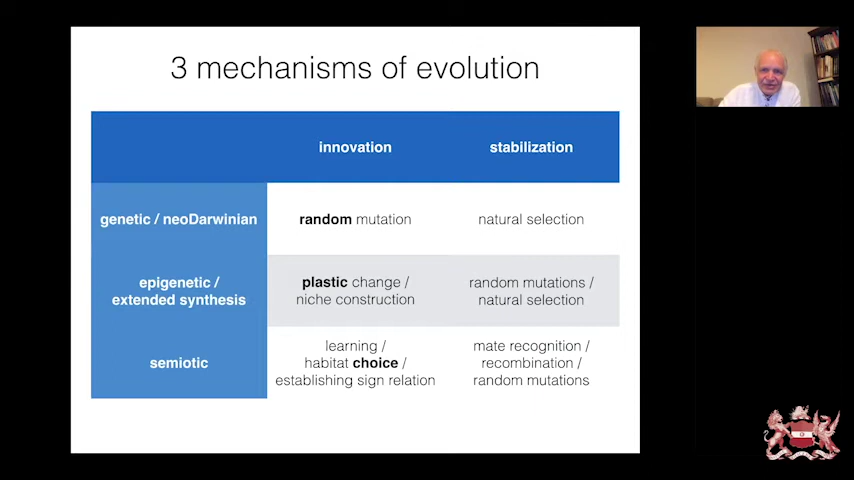 3 mechanisms of evolution
innovation
stabilization
genetic / neoDarwinian
random mutation
natural selection
epigenetic /
extended synthesis
plastic change /
niche construction
random mutations /
natural selection
semiotic
learning /
habitat choice /
establishing sign relation
mate recognition /
recombination /
random mutations